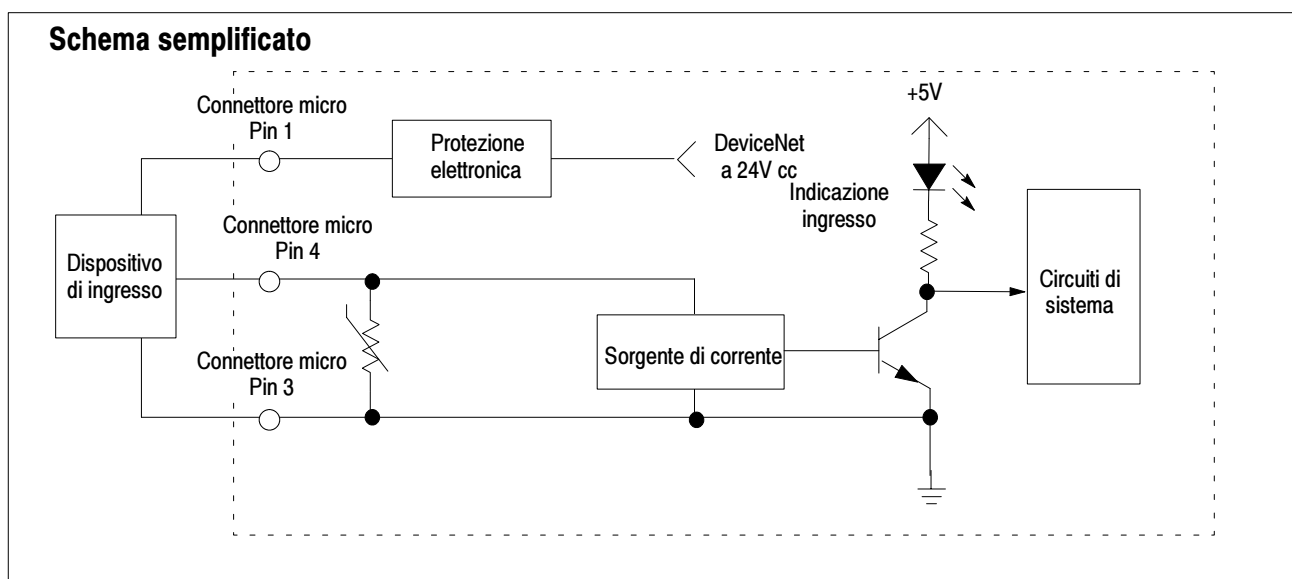 Schema semplificato
Connettore micro
Pin 1
Protezione
elettronica
DeviceNet
a 24V cc
+5V
Indicazione
ingresso
Connettore micro
Pin 4
Dispositivo
di ingresso
Circuiti di
sistema
Sorgente di corrente
Connettore micro
Pin 3